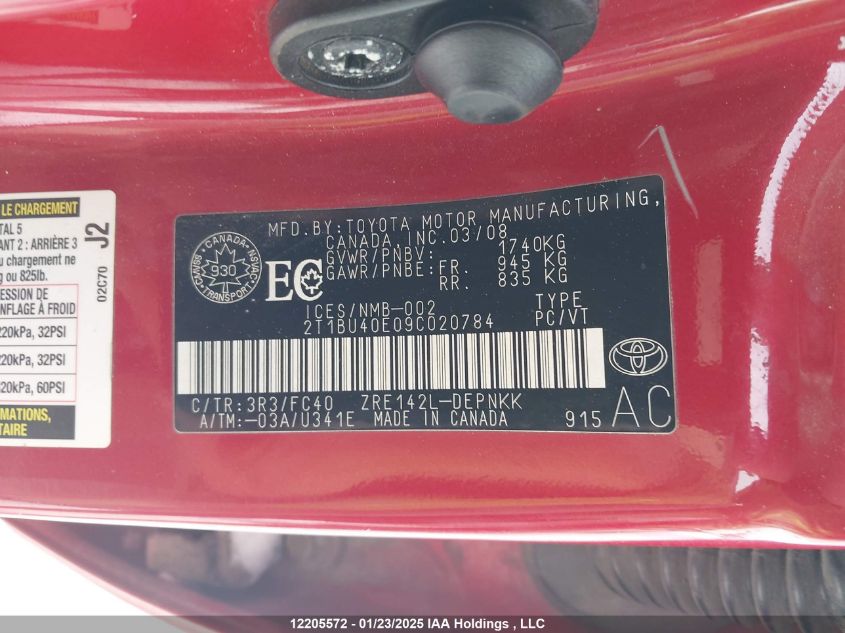 LE CHARGEMENT
TAL 5
ANT 2 : ARRIÈRE 3
u chargement ne
g ou 825lb.
J2
02C70
ESSION DE
NFLAGE À FROID
220kPa, 32PSI
220kPa, 32PSI
20kPa, 60PSI
MATIONS,
TAIRE
MFD. BY: TOYOTA MOTOR MANUFACTURING,
CANADA, INC. 03/08
GVWR/PNBV: 1740KG
GAWR/PNBE: FR. 945 KG
RR. 835 KG
CANADA
930
TRANSPORT
EC
ICES/NMB-002 TYPE
2T1BU40E09C020784 PC/VT
C/TR: 3R3/FC40 ZRE142L-DEPNKK
A/TM: -03A/U341E MADE IN CANADA 915 AC
12205572 - 01/23/2025 IAA Holdings , LLC